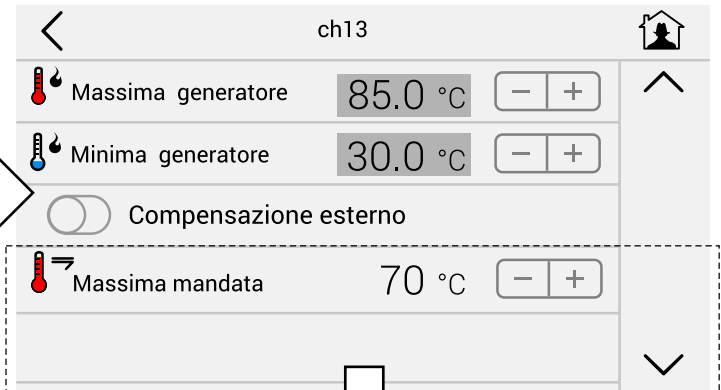 ch13
Massima generatore 85.0 °C − +
Minima generatore 30.0 °C − +
Compensazione esterno
Massima mandata 70 °C − +